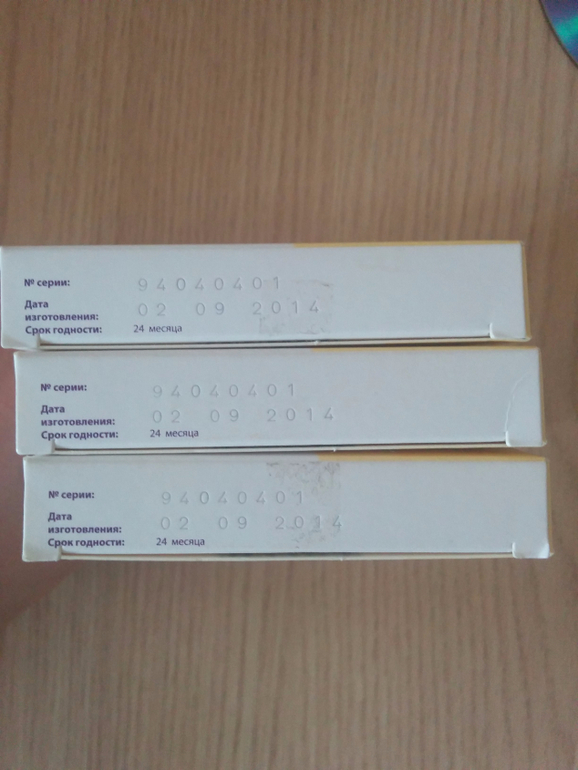 № серии: 94040401
Дата
изготовления: 02 09 2014
Срок годности: 24 месяца
№ серии: 94040401
Дата
изготовления: 02 09 2014
Срок годности: 24 месяца
№ серии: 94040401
Дата
изготовления: 02 09 2014
Срок годности: 24 месяца